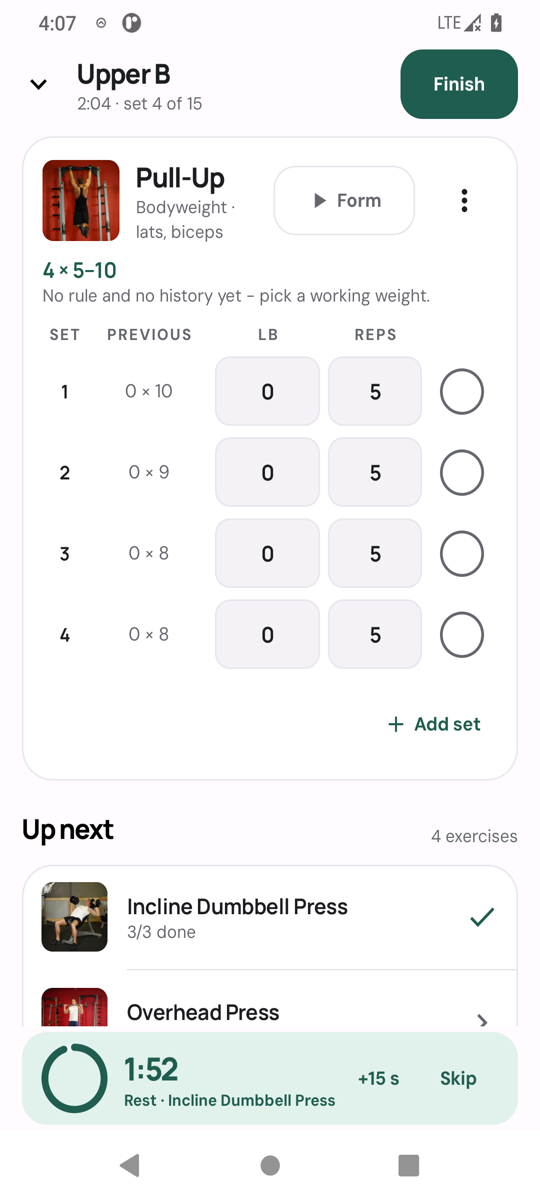 4:07
LTE
Upper B
2:04 · set 4 of 15
Finish
Pull-Up
Bodyweight ·
lats, biceps
Form
4 × 5–10
No rule and no history yet – pick a working weight.
SET PREVIOUS LB REPS
1 0 × 10 0 5
2 0 × 9 0 5
3 0 × 8 0 5
4 0 × 8 0 5
+ Add set
Up next
4 exercises
Incline Dumbbell Press
3/3 done
Overhead Press
1:52
Rest · Incline Dumbbell Press
+15 s
Skip